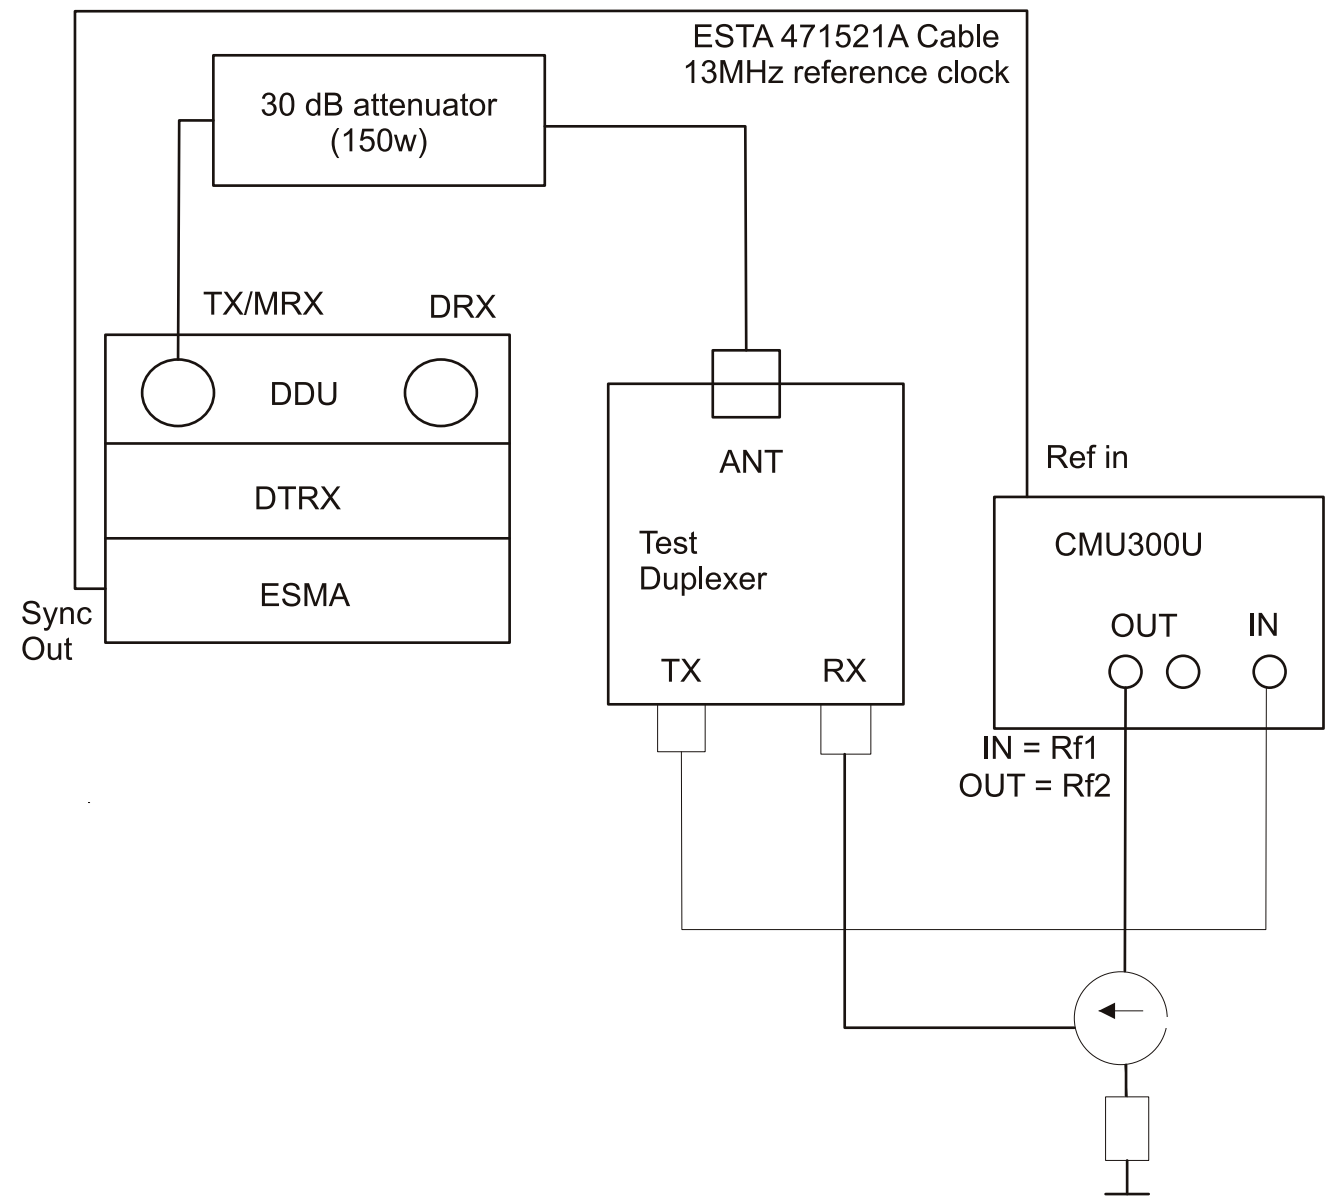 ESTA 471521A Cable
13MHz reference clock
30 dB attenuator
(150w)
TX/MRX
DRX
DDU
DTRX
ESMA
Sync
Out
ANT
Test
Duplexer
TX
RX
Ref in
CMU300U
OUT
IN
IN = Rf1
OUT = Rf2